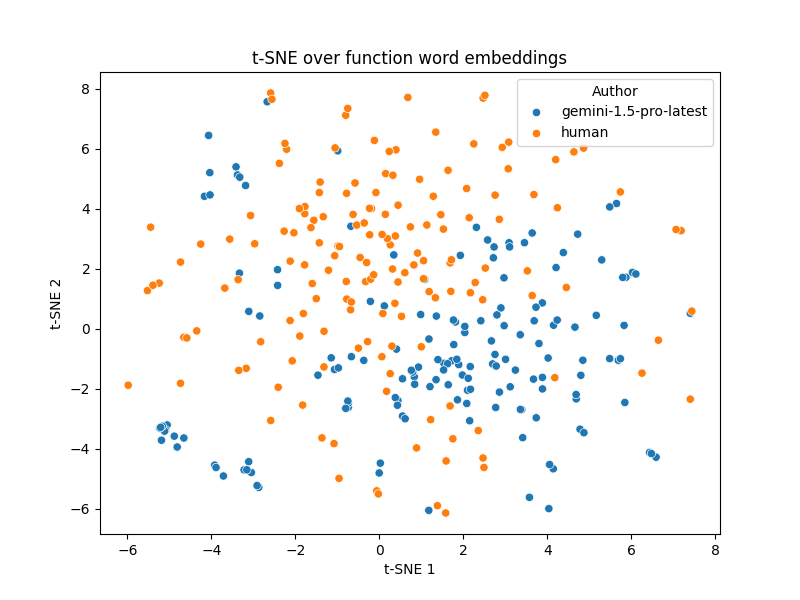 t-SNE over function word embeddings
Author
gemini-1.5-pro-latest
human
8
6
4
2
0
−2
−4
−6
t-SNE 2
−6 −4 −2 0 2 4 6 8
t-SNE 1